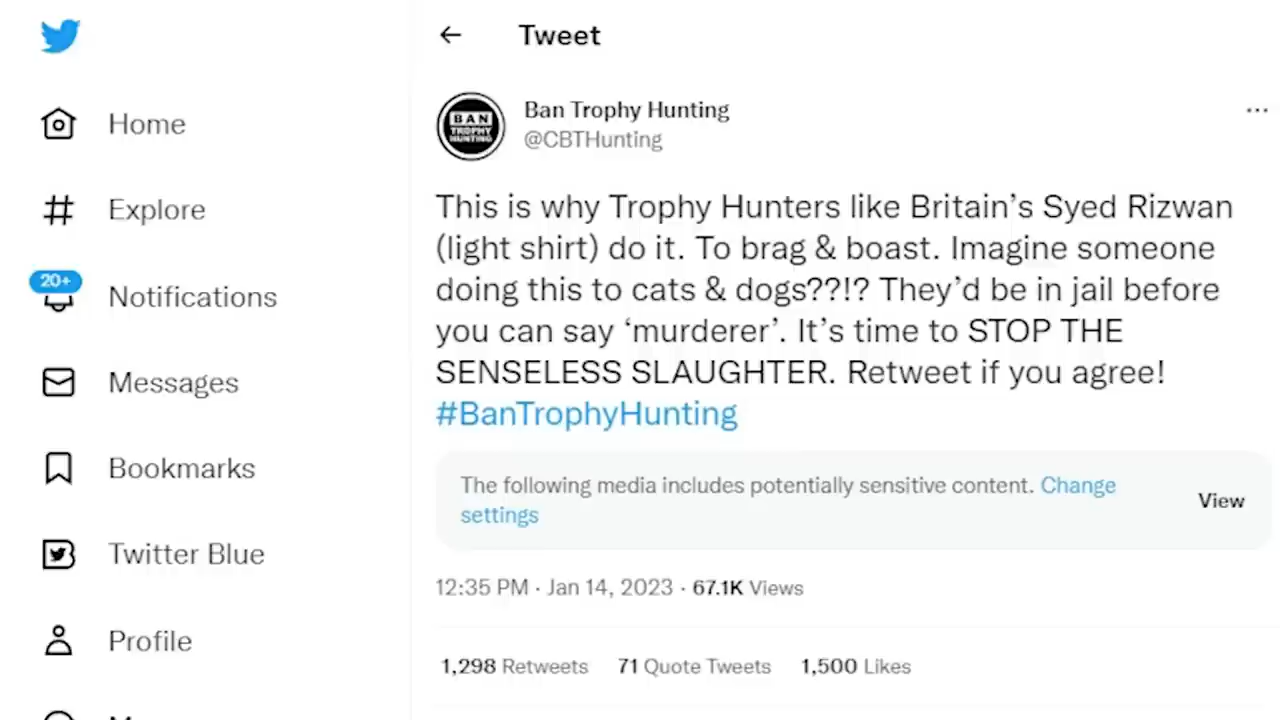 Tweet
Home
Explore
20+
Notifications
Messages
Bookmarks
Twitter Blue
Profile
BAN
TROPHY
HUNTING
Ban Trophy Hunting
@CBTHunting
This is why Trophy Hunters like Britain’s Syed Rizwan
(light shirt) do it. To brag & boast. Imagine someone
doing this to cats & dogs??!? They’d be in jail before
you can say ‘murderer’. It’s time to STOP THE
SENSELESS SLAUGHTER. Retweet if you agree!
#BanTrophyHunting
The following media includes potentially sensitive content. Change
settings
View
12:35 PM · Jan 14, 2023 · 67.1K Views
1,298 Retweets 71 Quote Tweets 1,500 Likes